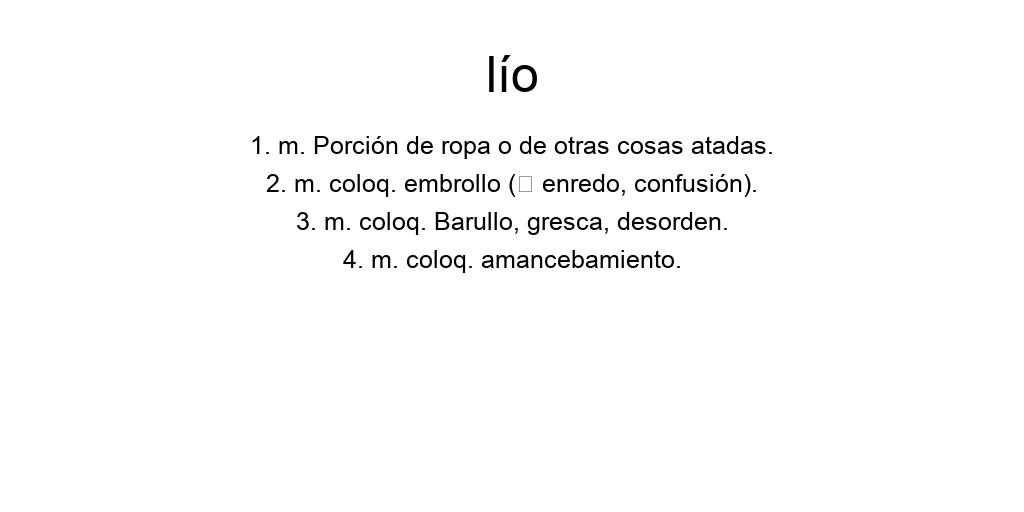 lío
1. m. Porción de ropa o de otras cosas atadas.
2. m. coloq. embrollo (□ enredo, confusión).
3. m. coloq. Barullo, gresca, desorden.
4. m. coloq. amancebamiento.